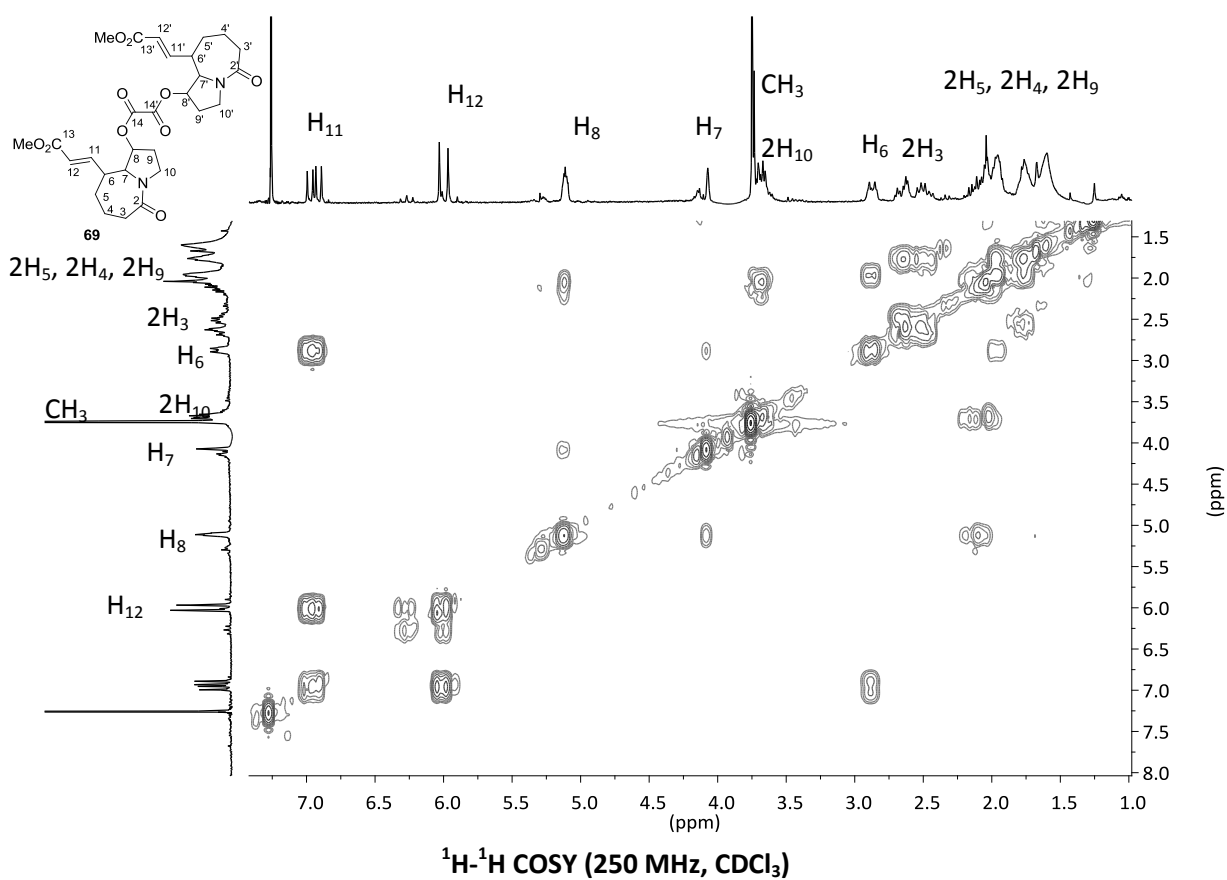 12'
4'
MeO₂C
5'
3'
13'
11'
6'
2'
7'
N
O
O
14'
O
8'
10'
O
9'
14
O
O
13
MeO₂C
11
8
9
12
6
7
10
5
N
4
2
3
O
69
H₁₁
H₁₂
H₈
H₇
CH₃
2H₁₀
H₆
2H₃
2H₅, 2H₄, 2H₉
2H₅, 2H₄, 2H₉
2H₃
H₆
CH₃
2H₁₀
H₇
H₈
H₁₂
1.5
2.0
2.5
3.0
3.5
4.0
4.5
5.0
5.5
6.0
6.5
7.0
7.5
8.0
(ppm)
7.0 6.5 6.0 5.5 5.0 4.5 4.0 3.5 3.0 2.5 2.0 1.5 1.0
(ppm)
¹H-¹H COSY (250 MHz, CDCl₃)